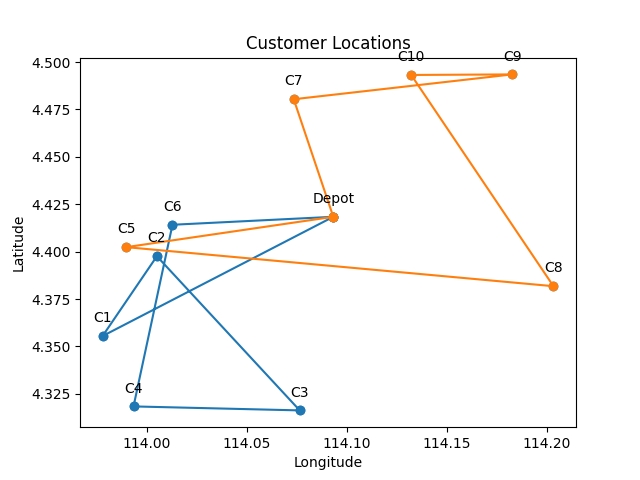 Customer Locations
4.500
4.475
4.450
4.425
4.400
4.375
4.350
4.325
Latitude
C10
C9
C7
Depot
C6
C5
C2
C8
C1
C4
C3
114.00
114.05
114.10
114.15
114.20
Longitude